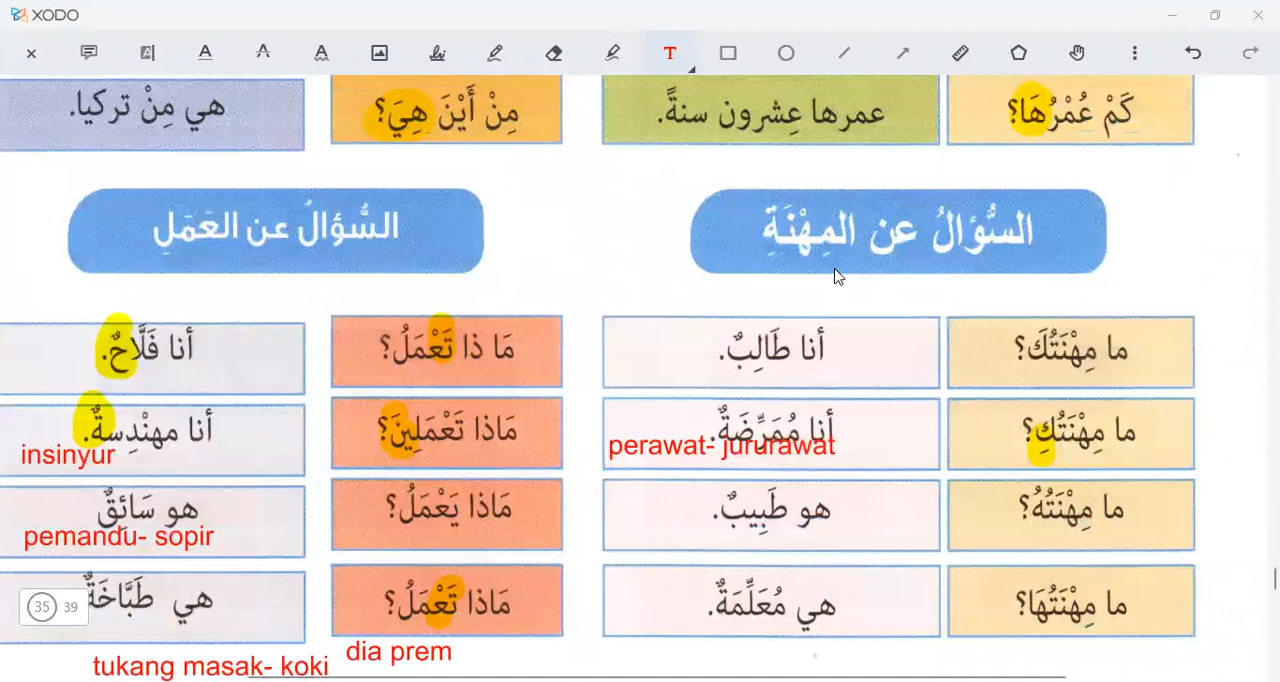 XODO
كَمْ عُمْرُهَا؟
عمرها عِشرون سنةً.
مِنْ أَيْنَ هِيَ؟
هي مِنْ تركيا.
السُّؤالُ عن المِهْنَةِ
السُّؤالُ عن العَمَلِ
ما مِهْنَتُكَ؟
أنا طَالِبٌ.
مَا ذا تَعْمَلُ؟
أنا فَلَّاحٌ.
ما مِهْنَتُكِ؟
أنا مُمَرِّضَةٌ.
perawat- jururawat
مَاذا تَعْمَلِينَ؟
أنا مهنْدِسةٌ.
insinyur
ما مِهْنَتُهُ؟
هو طَبِيبٌ.
مَاذا يَعْمَلُ؟
هو سَائِقٌ
pemandu- sopir
ما مِهْنَتُهَا؟
هي مُعَلِّمَةٌ.
مَاذا تَعْمَلُ؟
هي طَبَّاخَةٌ
35 39
dia prem
tukang masak- koki